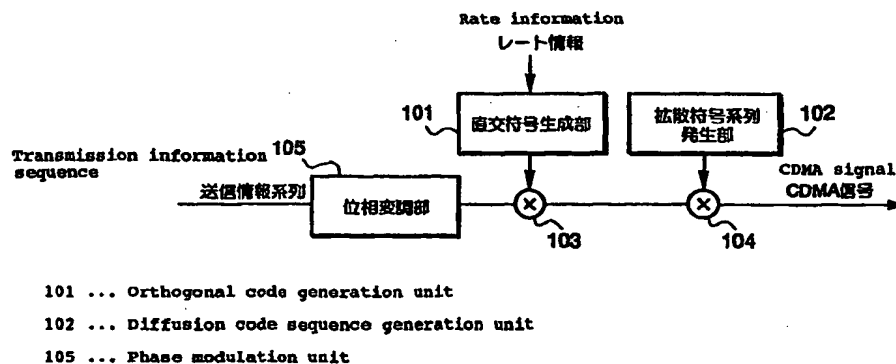 Rate information
レート情報
101
直交符号生成部
拡散符号系列
発生部
102
Transmission information
sequence
105
送信情報系列
位相変調部
103
104
CDMA signal
CDMA信号
101 ... Orthogonal code generation unit
102 ... Diffusion code sequence generation unit
105 ... Phase modulation unit